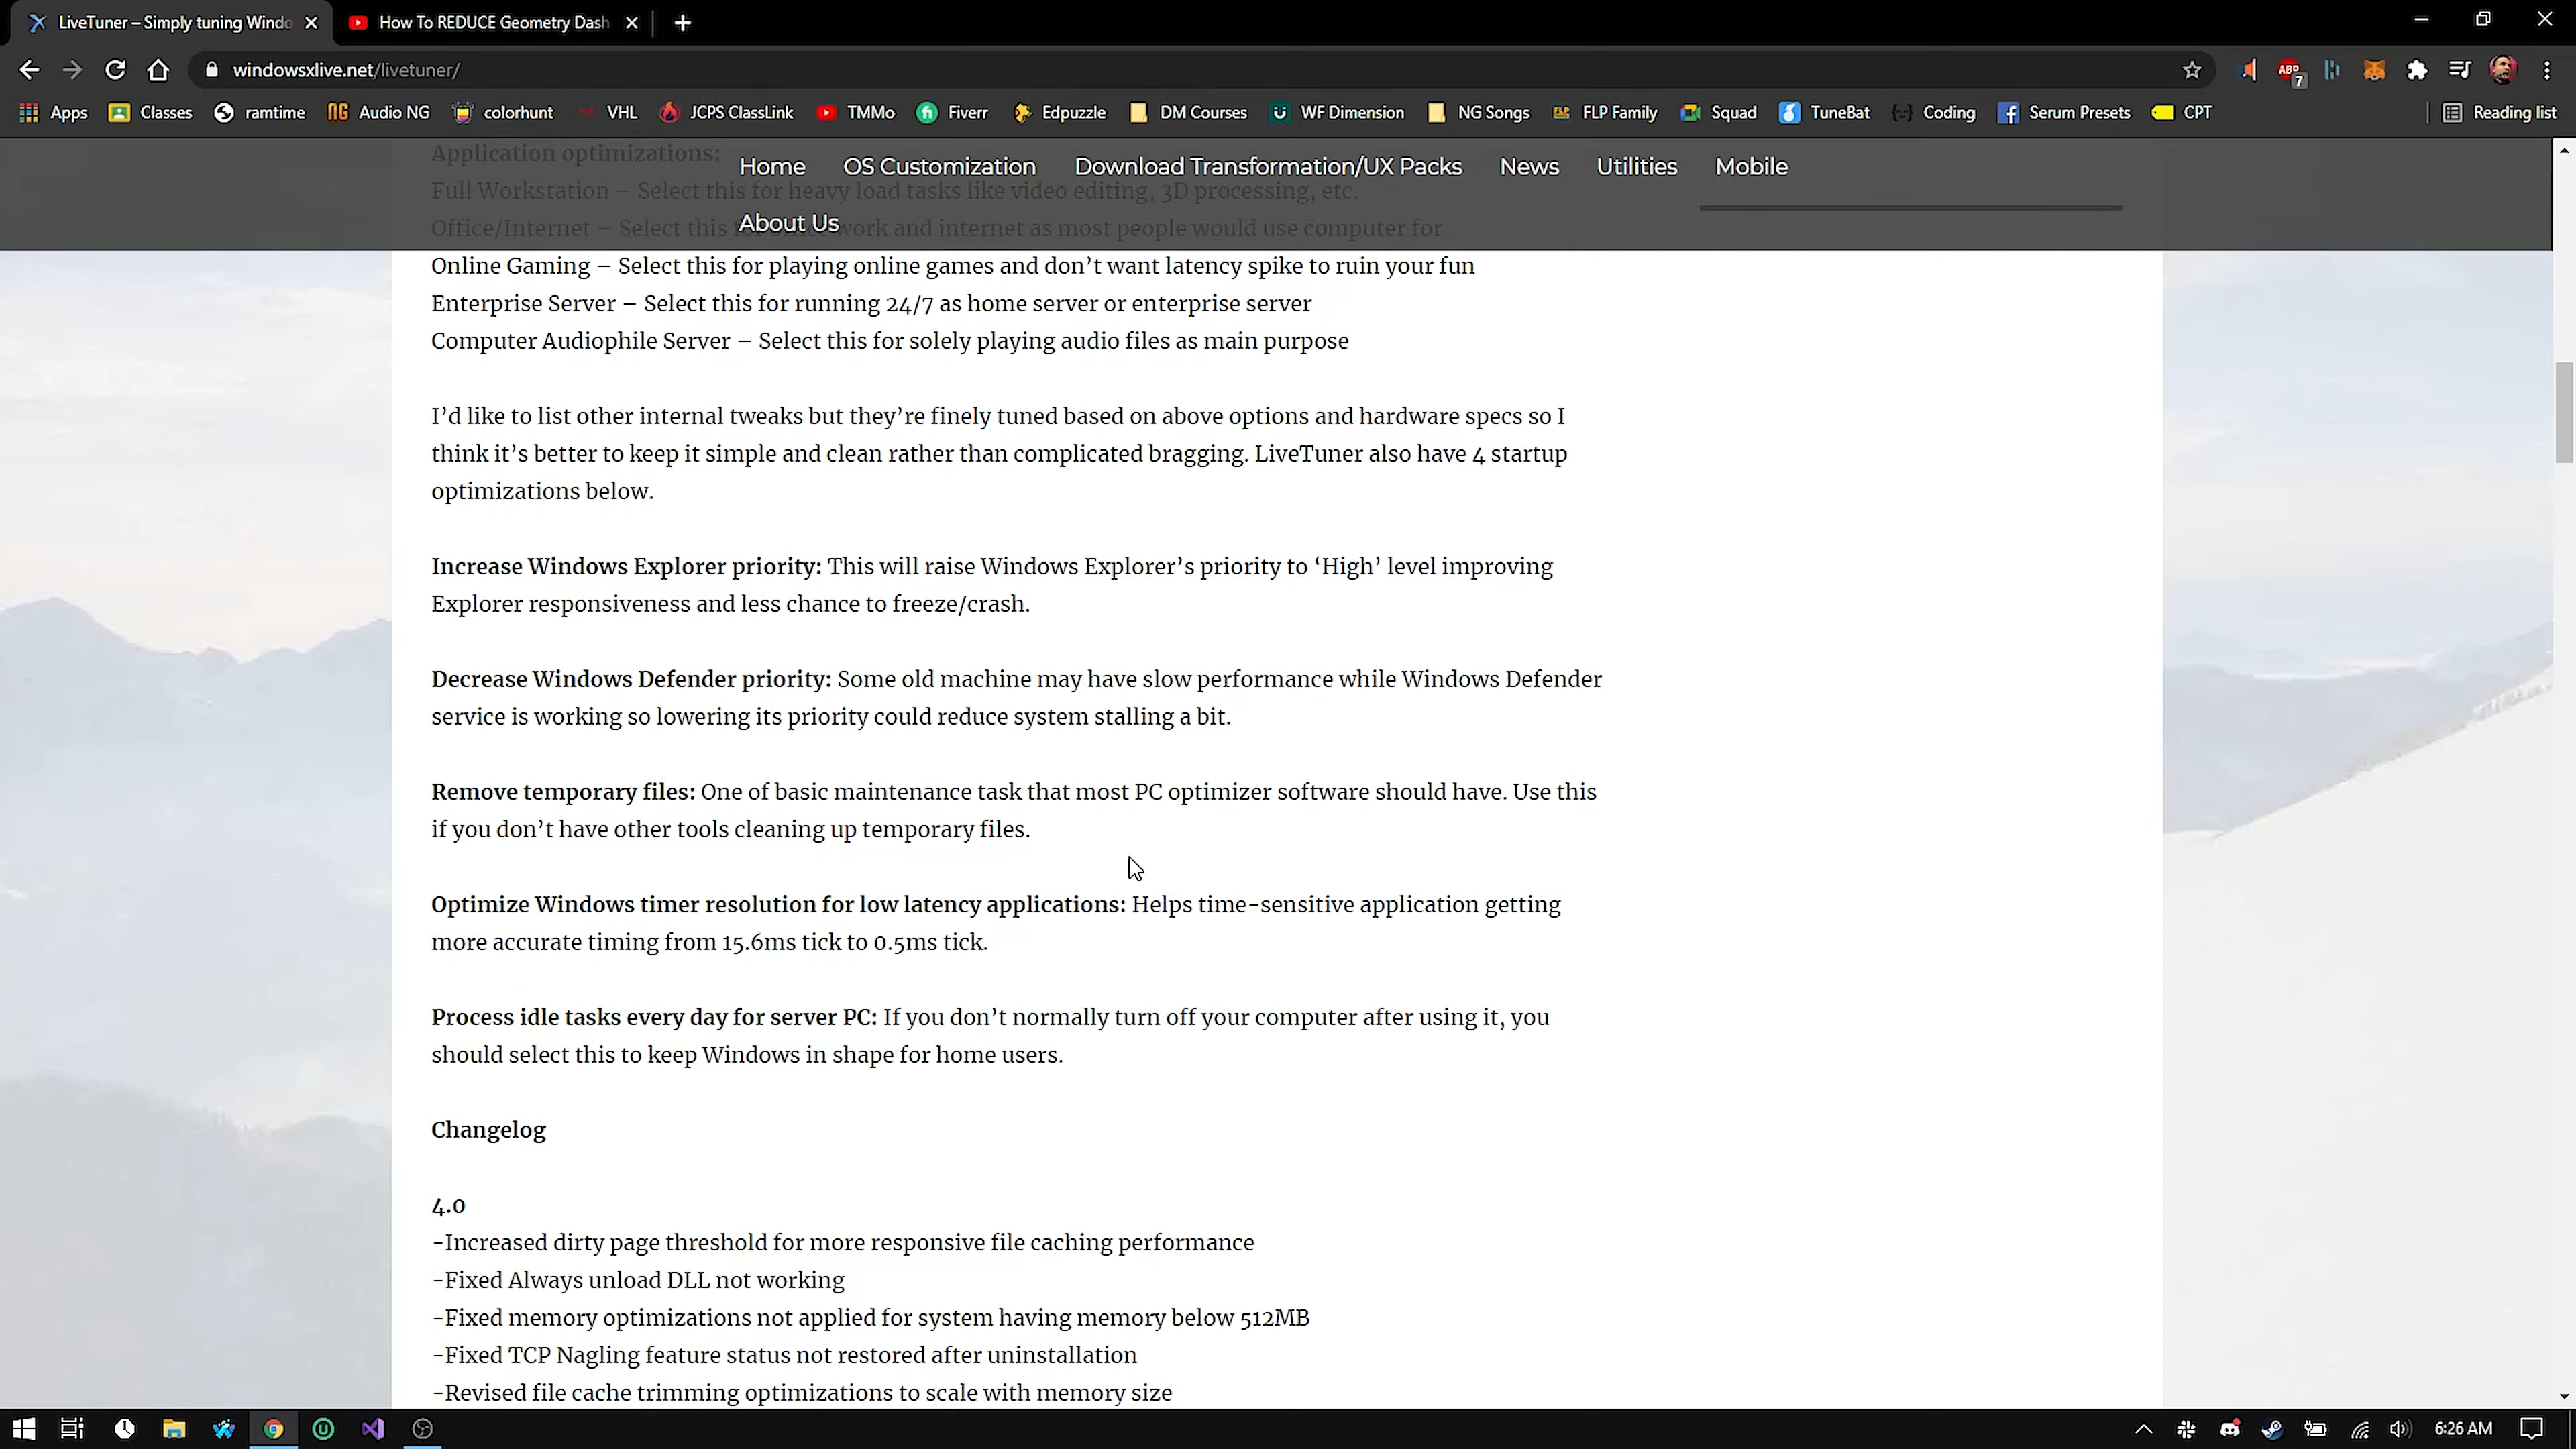 LiveTuner – Simply tuning Windo
How To REDUCE Geometry Dash
windowsxlive.net/livetuner/
ABP
7
Apps
Classes
ramtime
Audio NG
colorhunt
VHL
JCPS ClassLink
TMMo
Fiverr
Edpuzzle
DM Courses
WF Dimension
NG Songs
FLP Family
Squad
TuneBat
Coding
Serum Presets
CPT
Reading list
Home
OS Customization
Download Transformation/UX Packs
News
Utilities
Mobile
About Us
Application optimizations:
Full Workstation – Select this for heavy load tasks like video editing, 3D processing, etc.
Office/Internet – Select this work and internet as most people would use computer for
Online Gaming – Select this for playing online games and don’t want latency spike to ruin your fun
Enterprise Server – Select this for running 24/7 as home server or enterprise server
Computer Audiophile Server – Select this for solely playing audio files as main purpose
I’d like to list other internal tweaks but they’re finely tuned based on above options and hardware specs so I
think it’s better to keep it simple and clean rather than complicated bragging. LiveTuner also have 4 startup
optimizations below.
Increase Windows Explorer priority: This will raise Windows Explorer’s priority to ‘High’ level improving
Explorer responsiveness and less chance to freeze/crash.
Decrease Windows Defender priority: Some old machine may have slow performance while Windows Defender
service is working so lowering its priority could reduce system stalling a bit.
Remove temporary files: One of basic maintenance task that most PC optimizer software should have. Use this
if you don’t have other tools cleaning up temporary files.
Optimize Windows timer resolution for low latency applications: Helps time-sensitive application getting
more accurate timing from 15.6ms tick to 0.5ms tick.
Process idle tasks every day for server PC: If you don’t normally turn off your computer after using it, you
should select this to keep Windows in shape for home users.
Changelog
4.0
-Increased dirty page threshold for more responsive file caching performance
-Fixed Always unload DLL not working
-Fixed memory optimizations not applied for system having memory below 512MB
-Fixed TCP Nagling feature status not restored after uninstallation
-Revised file cache trimming optimizations to scale with memory size
6:26 AM